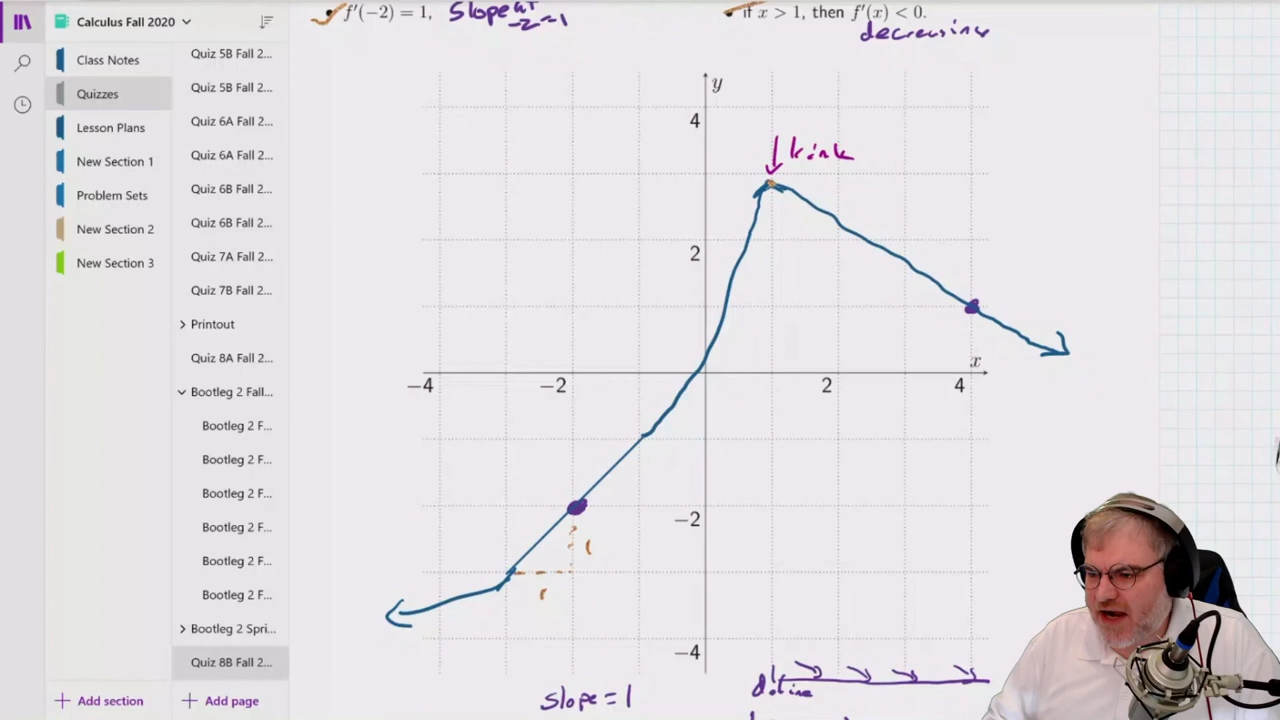 Calculus Fall 2020
Class Notes
Quizzes
Lesson Plans
New Section 1
Problem Sets
New Section 2
New Section 3
Add section
Quiz 5B Fall 2...
Quiz 5B Fall 2...
Quiz 6A Fall 2...
Quiz 6A Fall 2...
Quiz 6B Fall 2...
Quiz 6B Fall 2...
Quiz 7A Fall 2...
Quiz 7B Fall 2...
Printout
Quiz 8A Fall 2...
Bootleg 2 Fall...
Bootleg 2 F...
Bootleg 2 F...
Bootleg 2 F...
Bootleg 2 F...
Bootleg 2 F...
Bootleg 2 F...
Bootleg 2 Spri...
Quiz 8B Fall 2...
Add page
f′(−2) = 1, Slope at
−2=1
if x > 1, then f′(x) < 0.
decreasing
y
4
kink
2
x
−4 −2 2 4
−2
1
1
−4
slope = 1